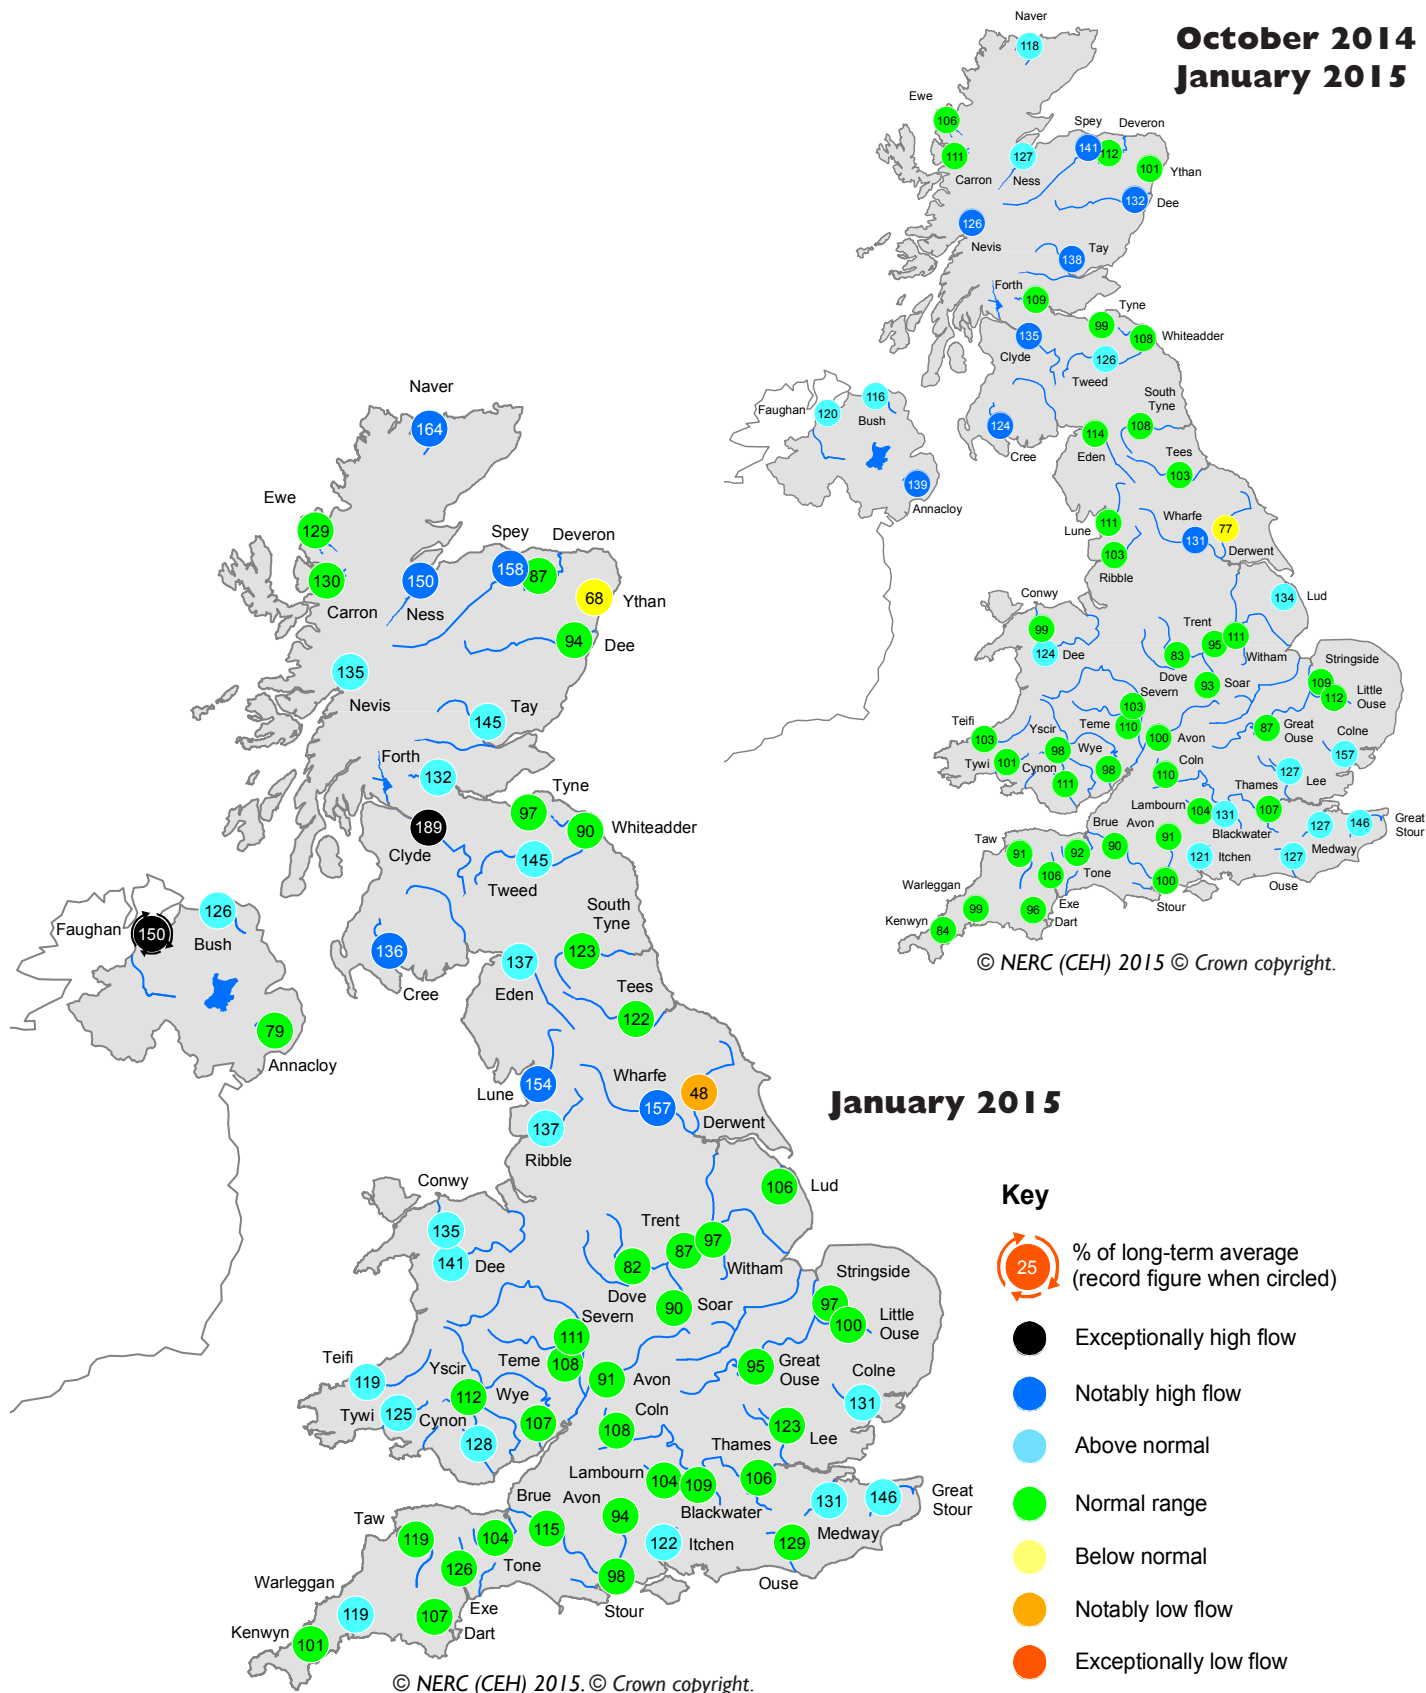 October 2014
January 2015
Naver
118
Ewe
106
111
Carron
127
Ness
Spey
141
Deveron
112
101
Ythan
132
Dee
126
Nevis
Tay
138
Forth
109
Tyne
99
108
Whiteadder
135
Clyde
126
Tweed
Faughan
120
116
Bush
139
Annacloy
124
Cree
114
Eden
South
Tyne
108
Tees
103
Lune
111
103
Ribble
Wharfe
131
77
Derwent
134
Lud
Conwy
99
124
Dee
Trent
95
111
Witham
83
Dove
93
Soar
Stringside
109
112
Little
Ouse
Severn
103
Teme
110
Teifi
103
Tywi
101
Yscir
98
Wye
98
Cynon
111
100
Avon
87
Great
Ouse
Colne
157
Coln
110
127
Lee
Thames
107
Lambourn
104
131
Blackwater
127
Medway
146
Great
Stour
Brue
90
Avon
91
121
Itchen
127
Ouse
Taw
91
92
Tone
106
Exe
100
Stour
Warleggan
99
96
Dart
Kenwyn
84
© NERC (CEH) 2015 © Crown copyright.
Naver
164
Ewe
129
130
Carron
150
Ness
Spey
158
Deveron
87
68
Ythan
94
Dee
135
Nevis
Tay
145
Forth
132
Tyne
97
90
Whiteadder
189
Clyde
145
Tweed
Faughan
150
126
Bush
79
Annacloy
136
Cree
137
Eden
South
Tyne
123
Tees
122
Lune
154
137
Ribble
Wharfe
157
48
Derwent
January 2015
106
Lud
Conwy
135
141
Dee
Trent
87
97
Witham
82
Dove
90
Soar
Stringside
97
100
Little
Ouse
Severn
111
Teme
108
Teifi
119
Tywi
125
Yscir
112
Wye
107
Cynon
128
91
Avon
95
Great
Ouse
Colne
131
Coln
108
123
Lee
Thames
106
Lambourn
104
109
Blackwater
131
Medway
146
Great
Stour
Brue
115
Avon
94
122
Itchen
129
Ouse
Taw
119
104
Tone
126
Exe
98
Stour
Warleggan
119
107
Dart
Kenwyn
101
© NERC (CEH) 2015. © Crown copyright.
Key
25
% of long-term average
(record figure when circled)
Exceptionally high flow
Notably high flow
Above normal
Normal range
Below normal
Notably low flow
Exceptionally low flow